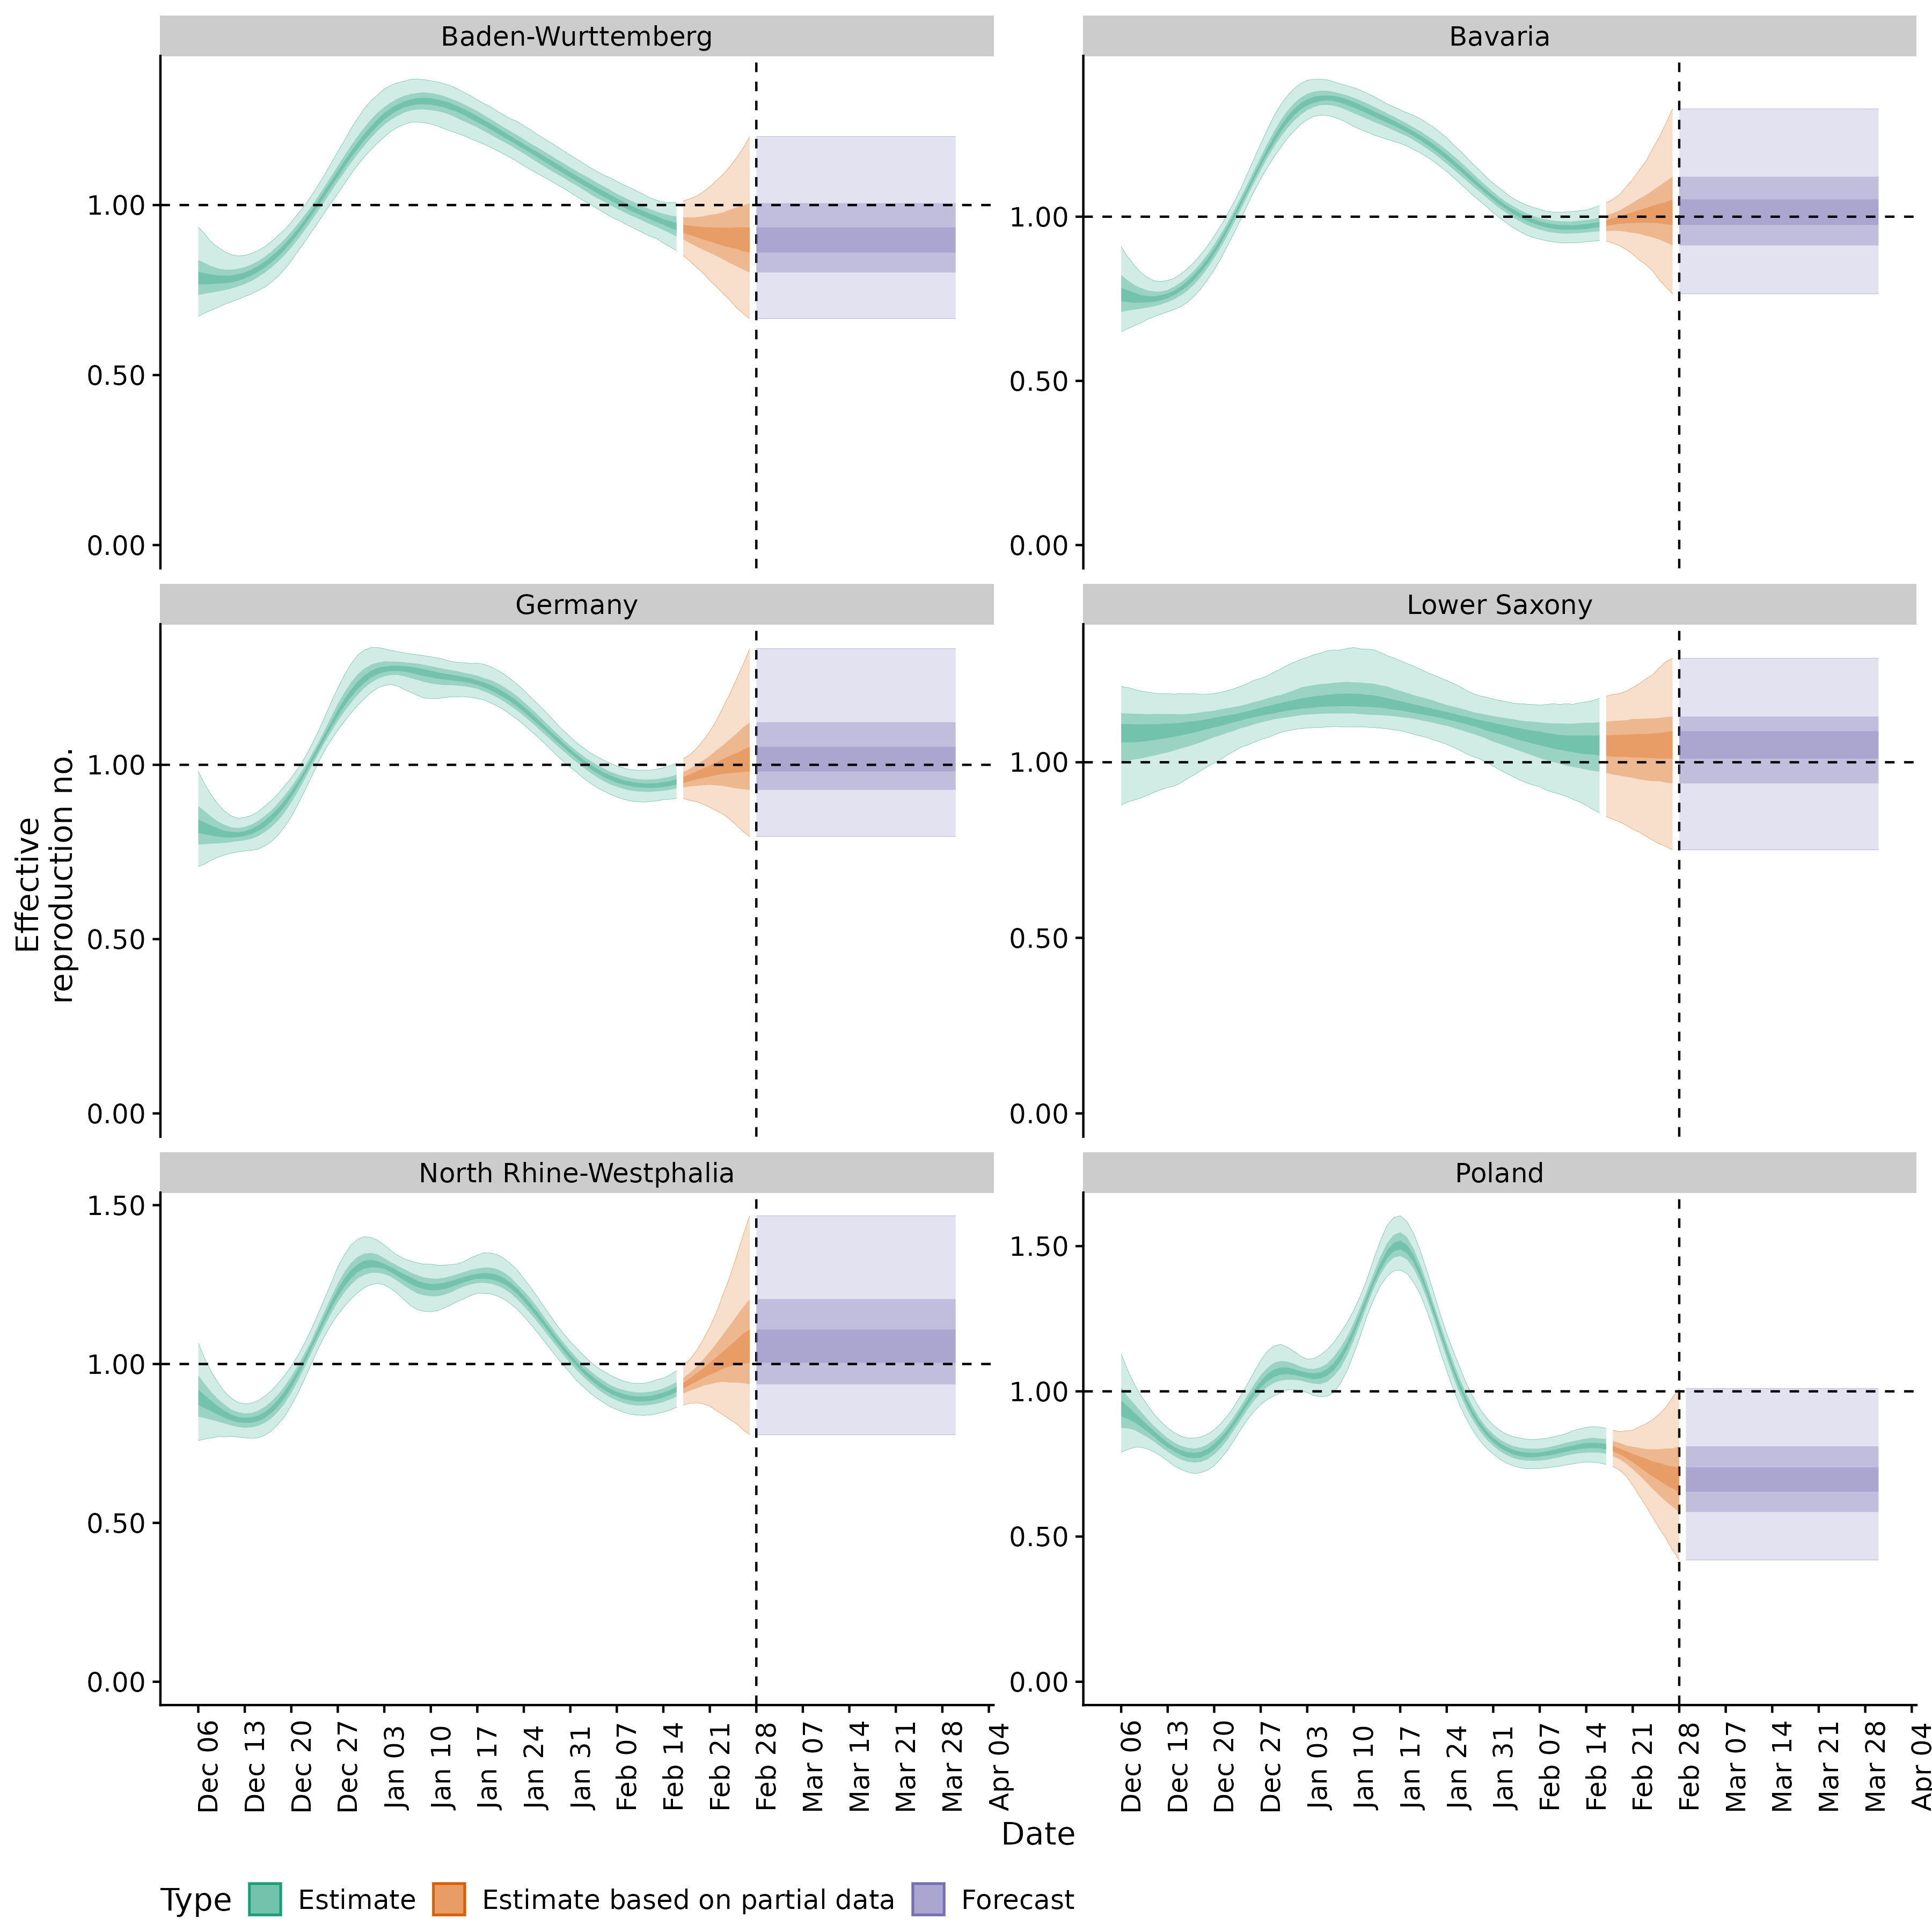 Baden-Wurttemberg
Bavaria
1.00
0.50
0.00
1.00
0.50
0.00
Germany
Lower Saxony
1.00
0.50
0.00
1.00
0.50
0.00
Effective
reproduction no.
North Rhine-Westphalia
Poland
1.50
1.00
0.50
0.00
1.50
1.00
0.50
0.00
Dec 06
Dec 13
Dec 20
Dec 27
Jan 03
Jan 10
Jan 17
Jan 24
Jan 31
Feb 07
Feb 14
Feb 21
Feb 28
Mar 07
Mar 14
Mar 21
Mar 28
Apr 04
Dec 06
Dec 13
Dec 20
Dec 27
Jan 03
Jan 10
Jan 17
Jan 24
Jan 31
Feb 07
Feb 14
Feb 21
Feb 28
Mar 07
Mar 14
Mar 21
Mar 28
Apr 04
Date
Type Estimate Estimate based on partial data Forecast